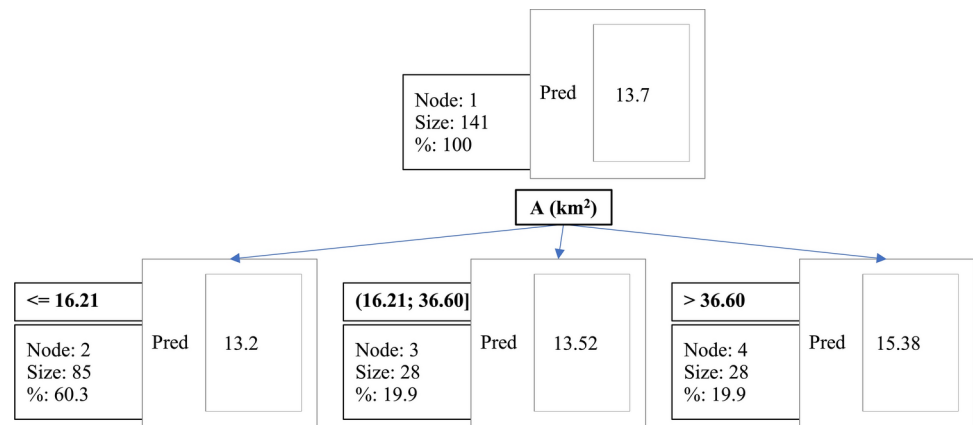 Node: 1
Size: 141
%: 100
Pred
13.7
A (km²)
<= 16.21
Node: 2
Size: 85
%: 60.3
Pred
13.2
(16.21; 36.60]
Node: 3
Size: 28
%: 19.9
Pred
13.52
> 36.60
Node: 4
Size: 28
%: 19.9
Pred
15.38